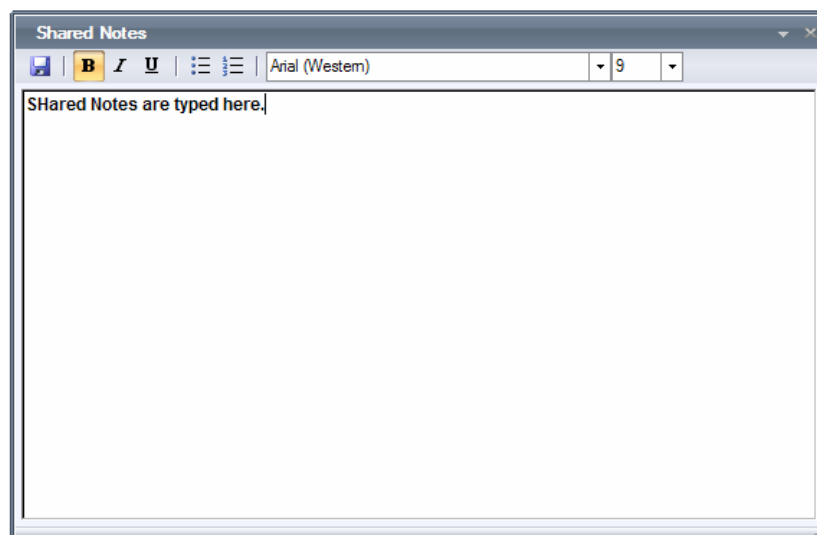 Shared Notes
B I U Arial (Western) 9
SHared Notes are typed here.